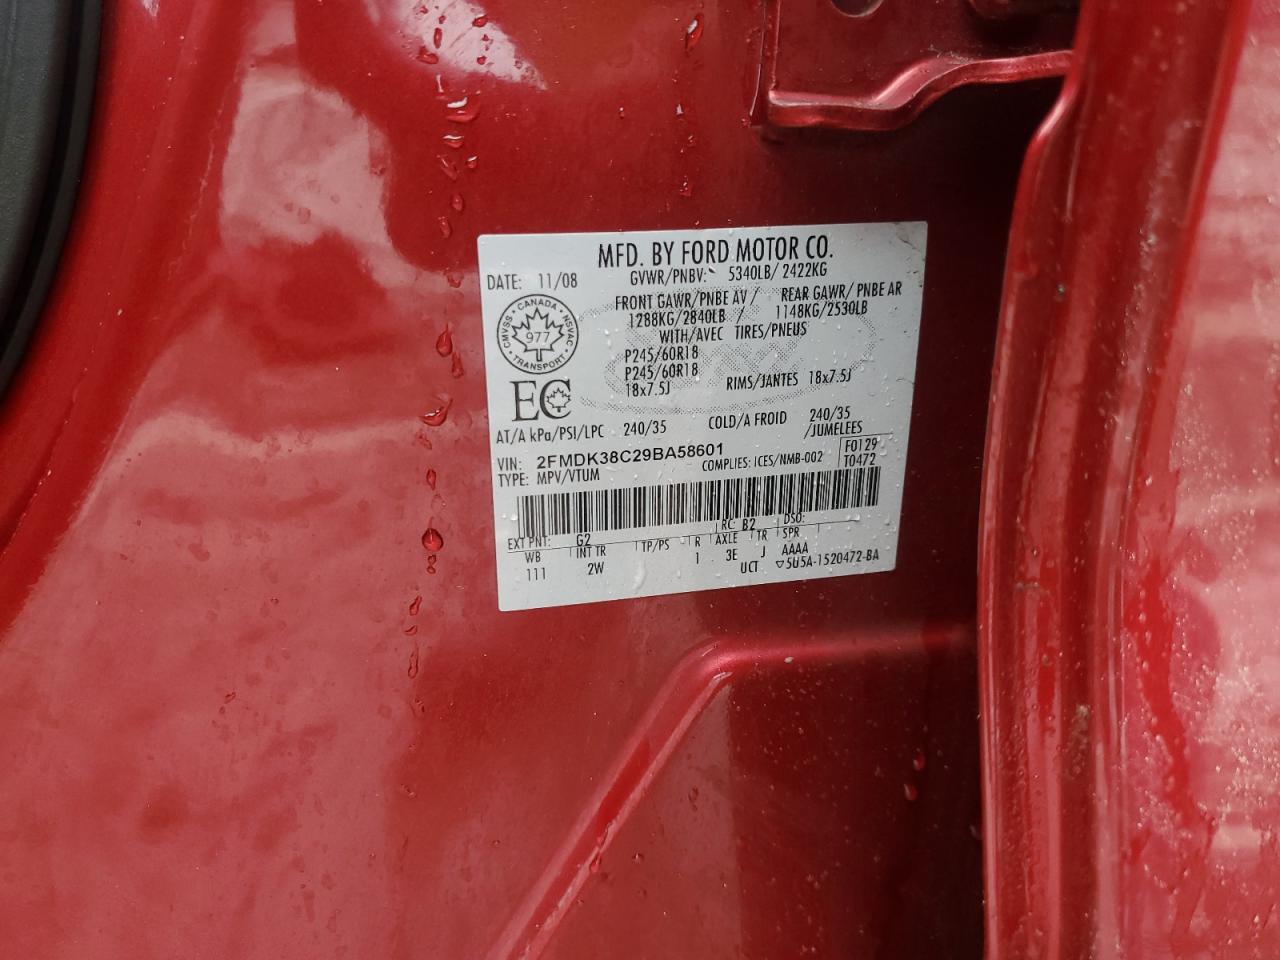 MFD. BY FORD MOTOR CO.
DATE: 11/08 GVWR/PNBV: 5340LB/ 2422KG
FRONT GAWR/PNBE AV / REAR GAWR/ PNBE AR
1288KG/2840LB / 1148KG/2530LB
WITH/AVEC TIRES/PNEUS
P245/60R18
P245/60R18
18x7.5J RIMS/JANTES 18x7.5J
CANADA
CMVSS 977 NSVAC
TRANSPORT
EC
AT/A kPa/PSI/LPC 240/35 COLD/A FROID 240/35
/JUMELEES
VIN: 2FMDK38C29BA58601
TYPE: MPV/VTUM COMPLIES: ICES/NMB-002
F0129
T0472
EXT PNT: G2 RC: B2 DSO:
WB INT TR TP/PS R AXLE TR SPR
111 2W 1 3E J AAAA
UCT ▽5U5A-1520472-BA